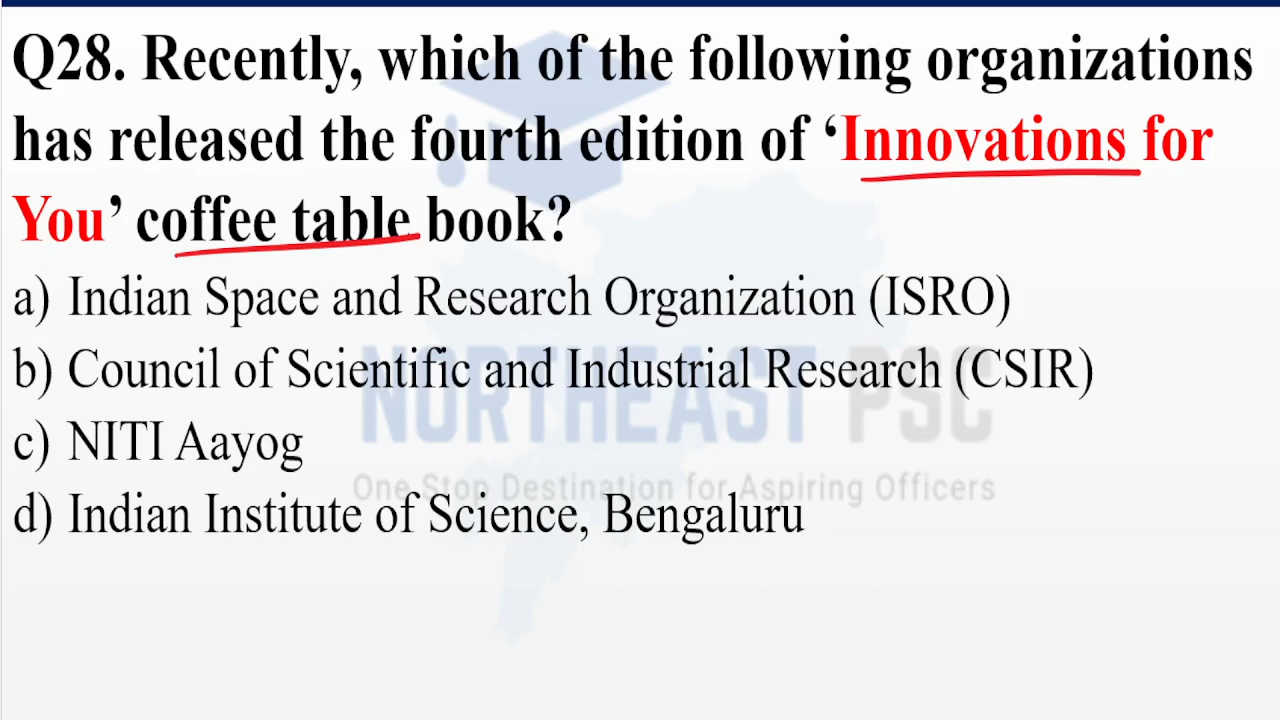 Q28. Recently, which of the following organizations
has released the fourth edition of ‘Innovations for
You’ coffee table book?
a) Indian Space and Research Organization (ISRO)
b) Council of Scientific and Industrial Research (CSIR)
NORTHEAST PSC
c) NITI Aayog
One Stop Destination for Aspiring Officers
d) Indian Institute of Science, Bengaluru